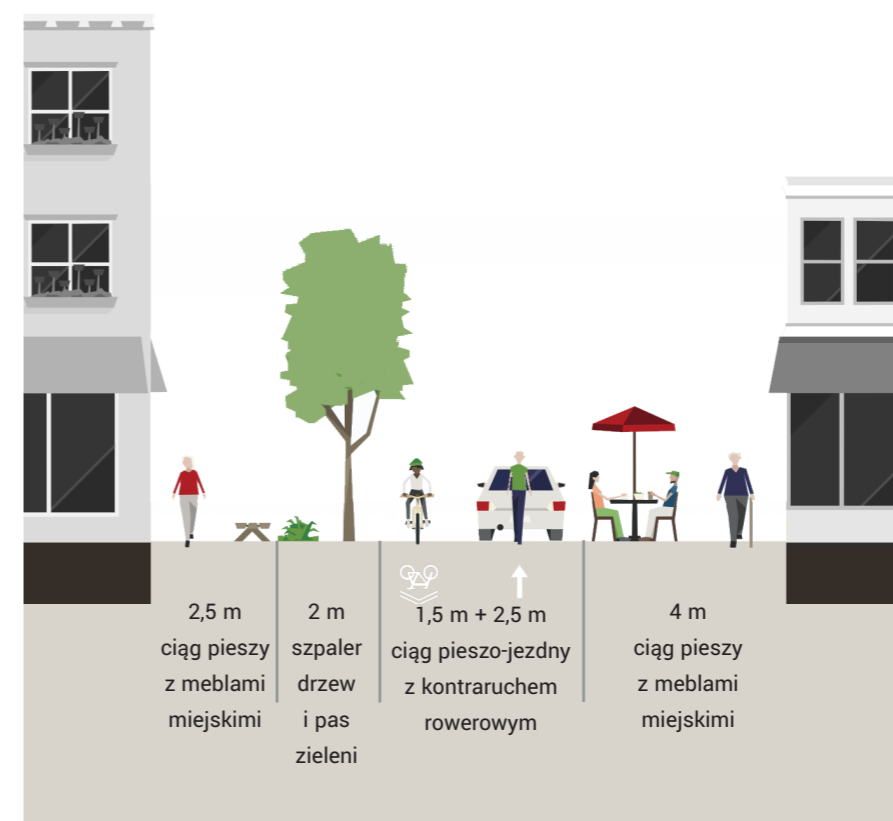 2,5 m
ciąg pieszy
z meblami
miejskimi
2 m
szpaler
drzew
i pas
zieleni
1,5 m + 2,5 m
ciąg pieszo-jezdny
z kontraruchem
rowerowym
4 m
ciąg pieszy
z meblami
miejskimi